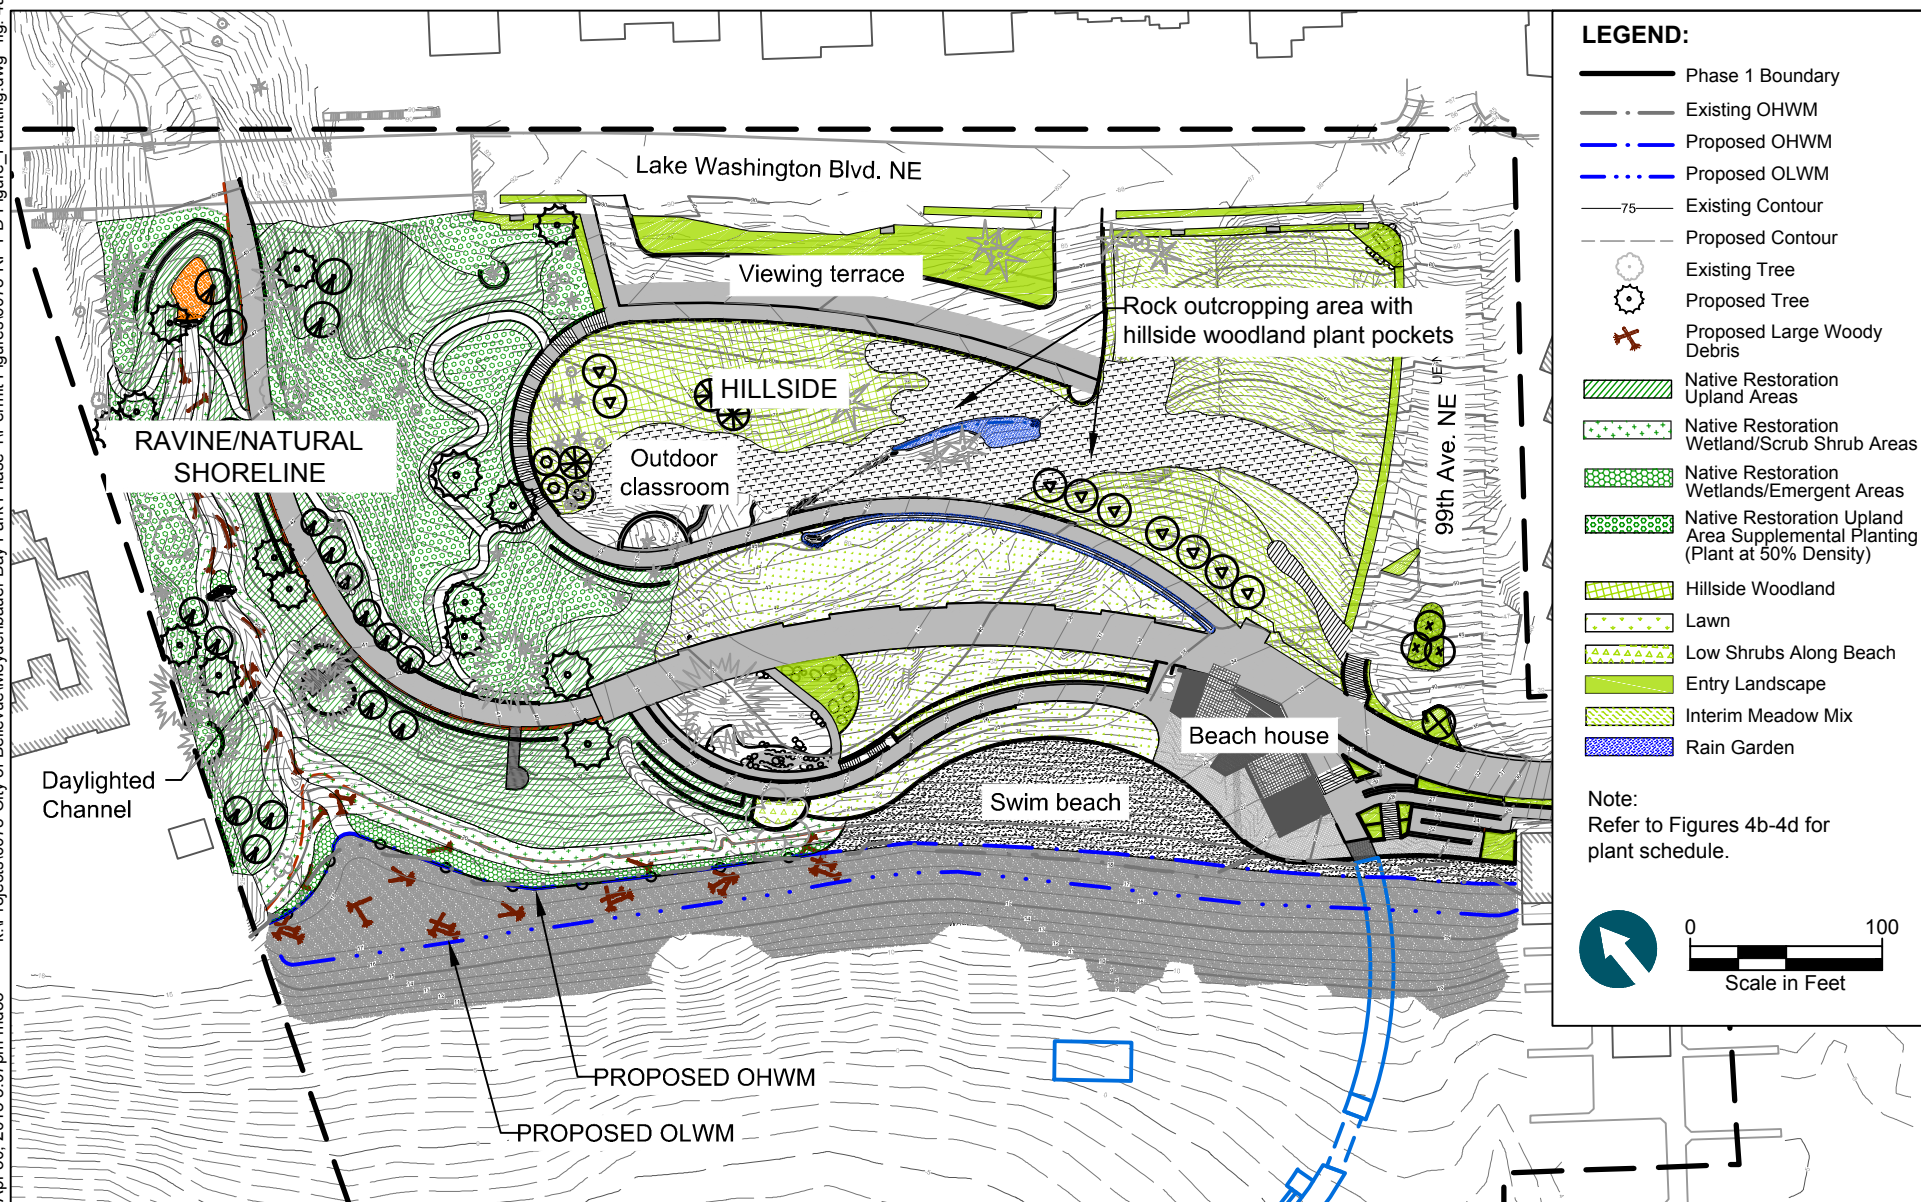 Lake Washington Blvd. NE
Viewing terrace
Rock outcropping area with
hillside woodland plant pockets
HILLSIDE
RAVINE/NATURAL
SHORELINE
Outdoor
classroom
99th Ave. NE
Daylighted
Channel
Beach house
Swim beach
PROPOSED OHWM
PROPOSED OLWM
LEGEND:
Phase 1 Boundary
Existing OHWM
Proposed OHWM
Proposed OLWM
75
Existing Contour
Proposed Contour
Existing Tree
Proposed Tree
Proposed Large Woody
Debris
Native Restoration
Upland Areas
Native Restoration
Wetland/Scrub Shrub Areas
Native Restoration
Wetlands/Emergent Areas
Native Restoration Upland
Area Supplemental Planting
(Plant at 50% Density)
Hillside Woodland
Lawn
Low Shrubs Along Beach
Entry Landscape
Interim Meadow Mix
Rain Garden
Note:
Refer to Figures 4b-4d for
plant schedule.
0 100
Scale in Feet